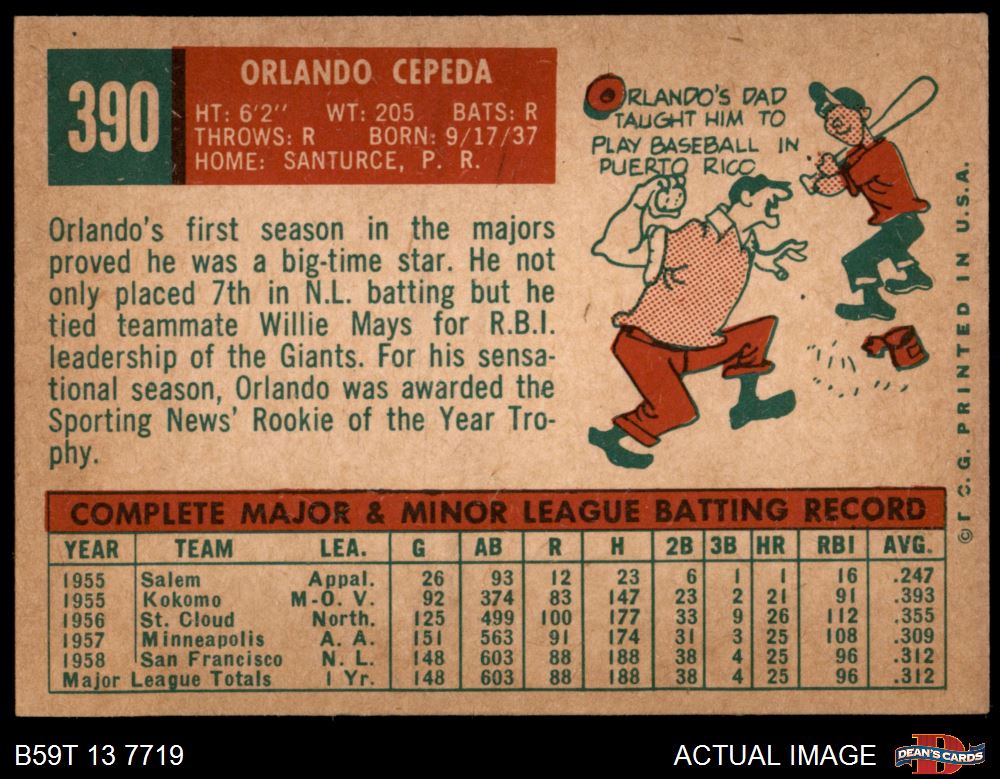 390
ORLANDO CEPEDA
HT: 6'2" WT: 205 BATS: R
THROWS: R BORN: 9/17/37
HOME: SANTURCE, P. R.
ORLANDO'S DAD
TAUGHT HIM TO
PLAY BASEBALL IN
PUERTO RICO
Orlando's first season in the majors
proved he was a big-time star. He not
only placed 7th in N.L. batting but he
tied teammate Willie Mays for R.B.I.
leadership of the Giants. For his sensa-
tional season, Orlando was awarded the
Sporting News' Rookie of the Year Tro-
phy.
COMPLETE MAJOR & MINOR LEAGUE BATTING RECORD
YEAR TEAM LEA. G AB R H 2B 3B HR RBI AVG.
1955 Salem Appal. 26 93 12 23 6 1 1 16 .247
1955 Kokomo M-O. V. 92 374 83 147 23 2 21 91 .393
1956 St. Cloud North. 125 499 100 177 33 9 26 112 .355
1957 Minneapolis A. A. 151 563 91 174 31 3 25 108 .309
1958 San Francisco N. L. 148 603 88 188 38 4 25 96 .312
Major League Totals 1 Yr. 148 603 88 188 38 4 25 96 .312
© T. C. G. PRINTED IN U.S.A.
B59T 13 7719
ACTUAL IMAGE
DEAN'S CARDS